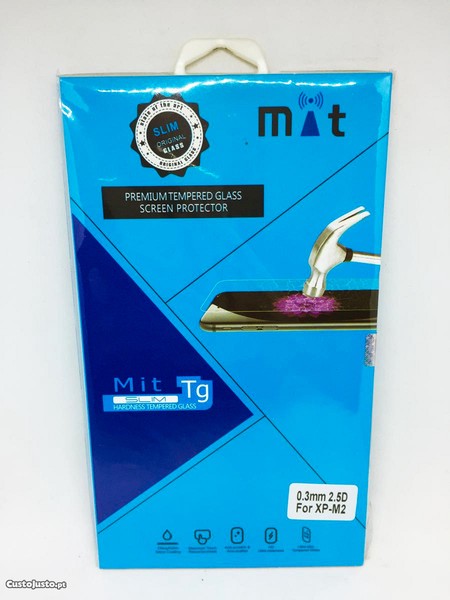 state of the art
SLIM
ORIGINAL
GLASS
ORIGINAL GLASS
mit
PREMIUM TEMPERED GLASS
SCREEN PROTECTOR
Mit Tg
SLIM
HARDNESS TEMPERED GLASS
0.3mm 2.5D
For XP-M2
CustoJusto.pt